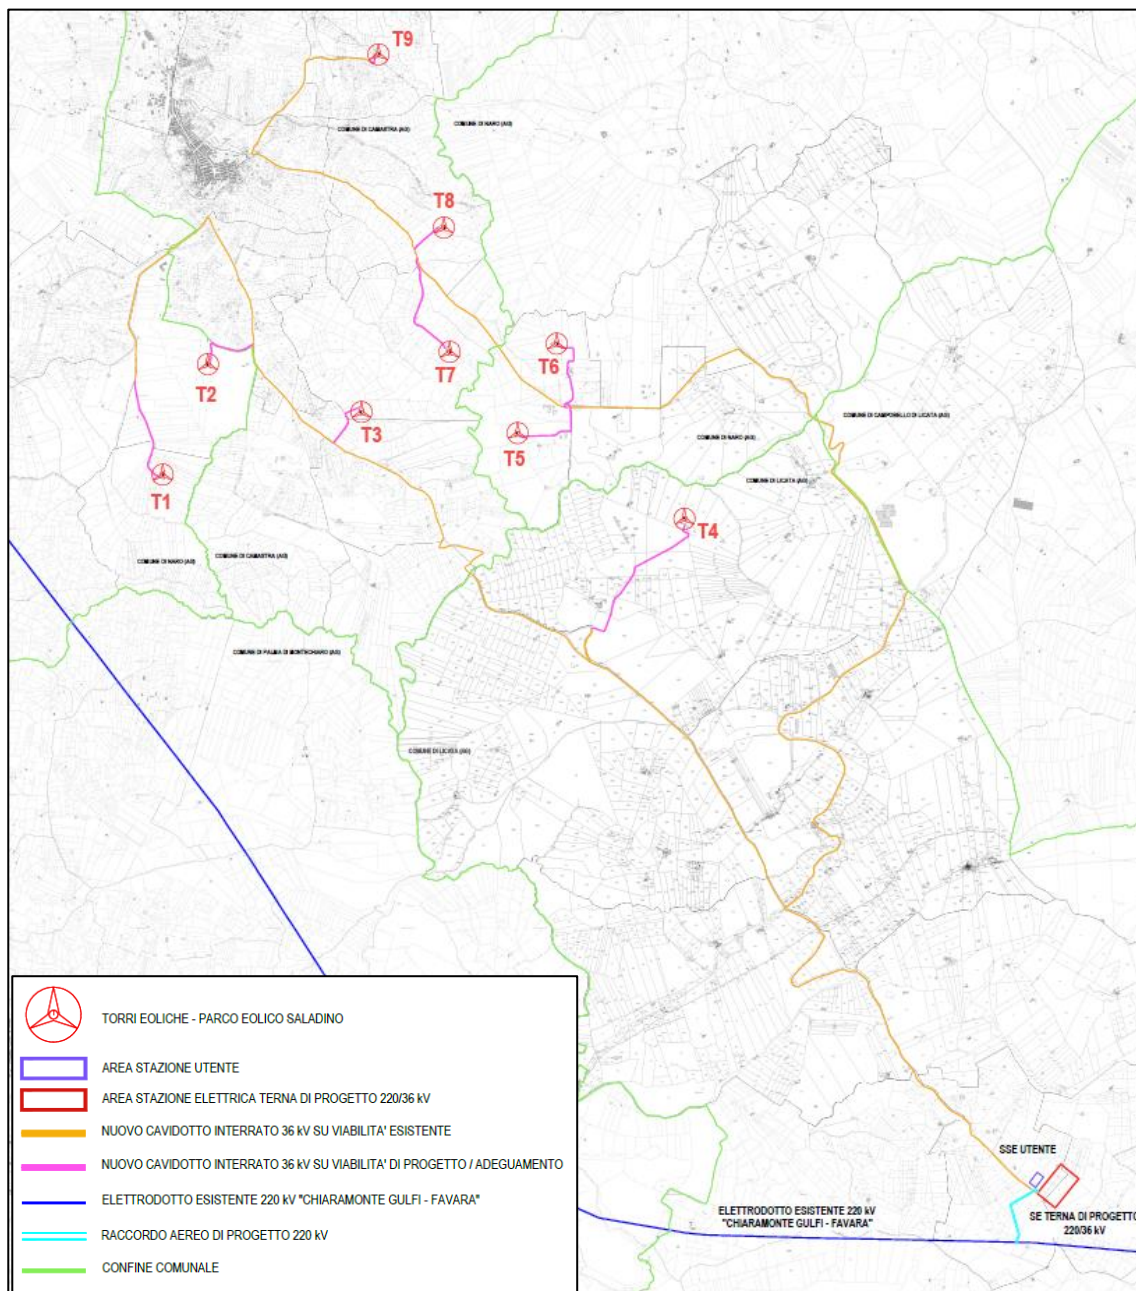 T9
COMUNE DI CAMASTRA (AG)
COMUNE DI NARO (AG)
T8
T6
T7
T2
T3
T5
T1
COMUNE DI CAMPOBELLO DI LICATA (AG)
COMUNE DI NARO (AG)
COMUNE DI LICATA (AG)
T4
COMUNE DI NARO (AG)
COMUNE DI CAMASTRA (AG)
COMUNE DI PALMA DI MONTECHIARO (AG)
COMUNE DI LICATA (AG)
TORRI EOLICHE - PARCO EOLICO SALADINO
AREA STAZIONE UTENTE
AREA STAZIONE ELETTRICA TERNA DI PROGETTO 220/36 kV
NUOVO CAVIDOTTO INTERRATO 36 kV SU VIABILITA' ESISTENTE
NUOVO CAVIDOTTO INTERRATO 36 kV SU VIABILITA' DI PROGETTO / ADEGUAMENTO
ELETTRODOTTO ESISTENTE 220 kV "CHIARAMONTE GULFI - FAVARA"
RACCORDO AEREO DI PROGETTO 220 kV
CONFINE COMUNALE
SSE UTENTE
ELETTRODOTTO ESISTENTE 220 kV
"CHIARAMONTE GULFI - FAVARA"
SE TERNA DI PROGETTO
220/36 kV